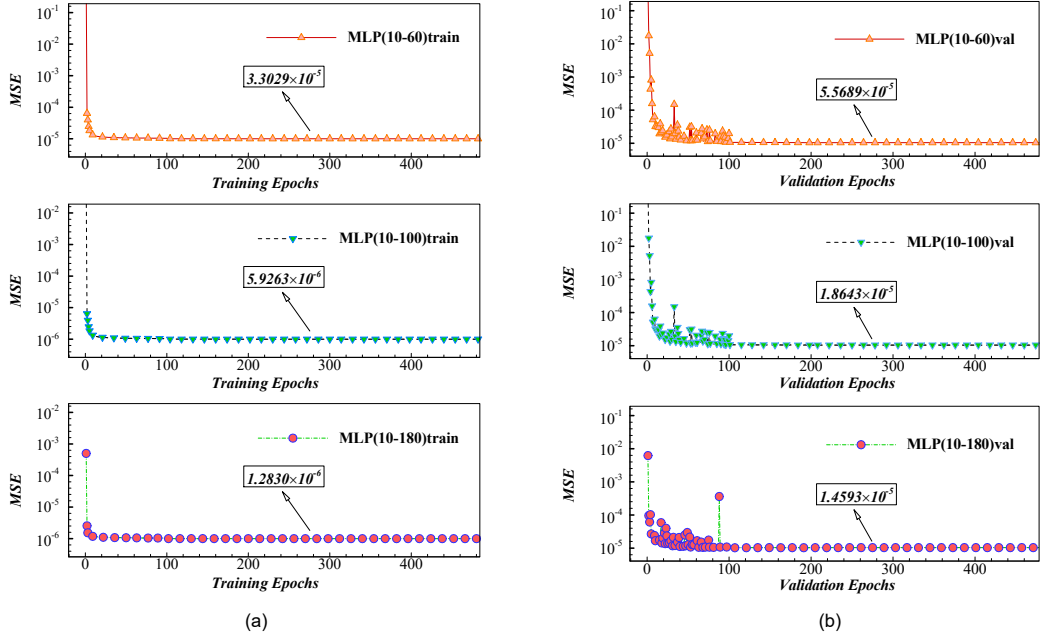 10^-1
10^-2
10^-3
10^-4
10^-5
MSE
MLP(10-60)train
3.3029×10^-5
0 100 200 300 400
Training Epochs
10^-1
10^-2
10^-3
10^-4
10^-5
MSE
MLP(10-60)val
5.5689×10^-5
0 100 200 300 400
Validation Epochs
10^-2
10^-3
10^-4
10^-5
10^-6
MSE
MLP(10-100)train
5.9263×10^-6
0 100 200 300 400
Training Epochs
10^-1
10^-2
10^-3
10^-4
10^-5
MSE
MLP(10-100)val
1.8643×10^-5
0 100 200 300 400
Validation Epochs
10^-2
10^-3
10^-4
10^-5
10^-6
MSE
MLP(10-180)train
1.2830×10^-6
0 100 200 300 400
Training Epochs
10^-1
10^-2
10^-3
10^-4
10^-5
MSE
MLP(10-180)val
1.4593×10^-5
0 100 200 300 400
Validation Epochs
(a)
(b)